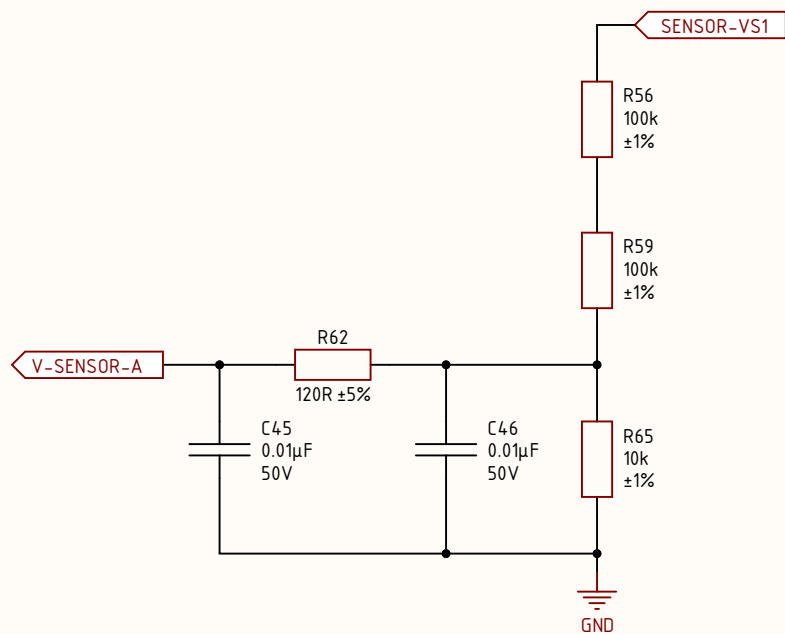 SENSOR-VS1
R56
100k
±1%
R59
100k
±1%
R62
V-SENSOR-A
120R ±5%
C45
0.01µF
50V
C46
0.01µF
50V
R65
10k
±1%
GND